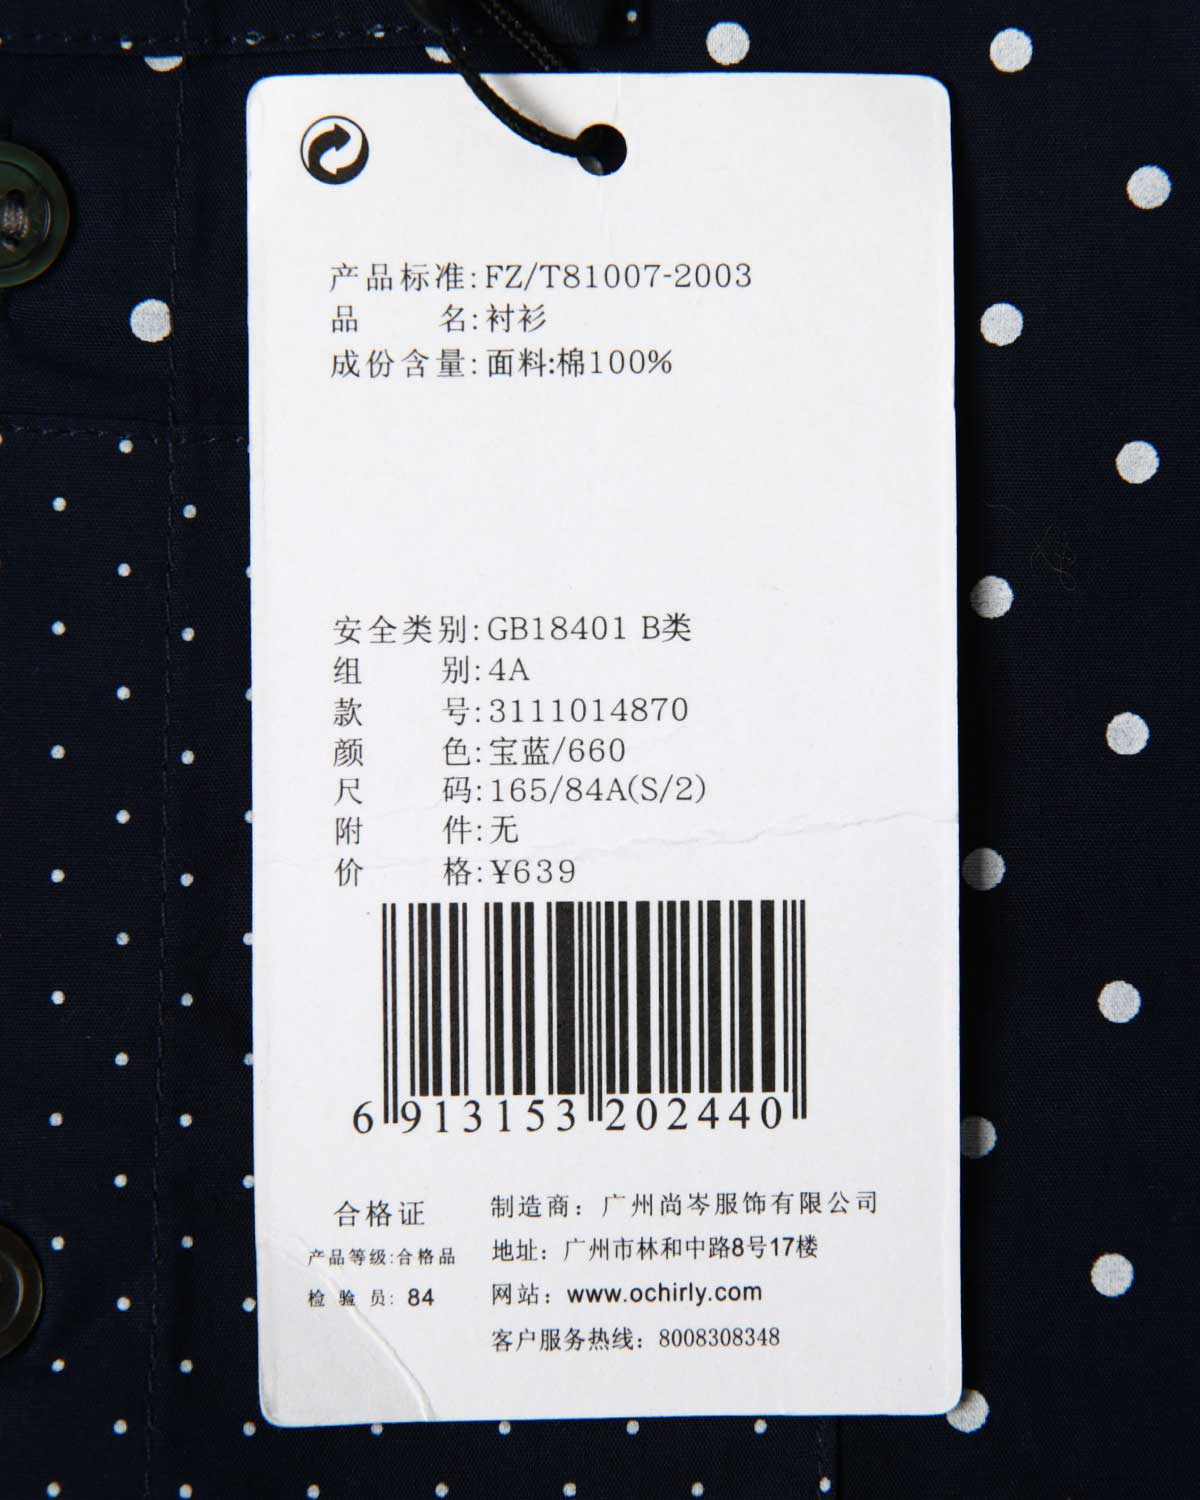 产品标准:FZ/T81007-2003
品 名:衬衫
成份含量:面料:棉100%
安全类别:GB18401 B类
组 别:4A
款 号:3111014870
颜 色:宝蓝/660
尺 码:165/84A(S/2)
附 件:无
价 格:¥639
6 913153 202440
合格证
产品等级:合格品
检 验 员: 84
制造商：广州尚岑服饰有限公司
地址：广州市林和中路8号17楼
网站：www.ochirly.com
客户服务热线：8008308348